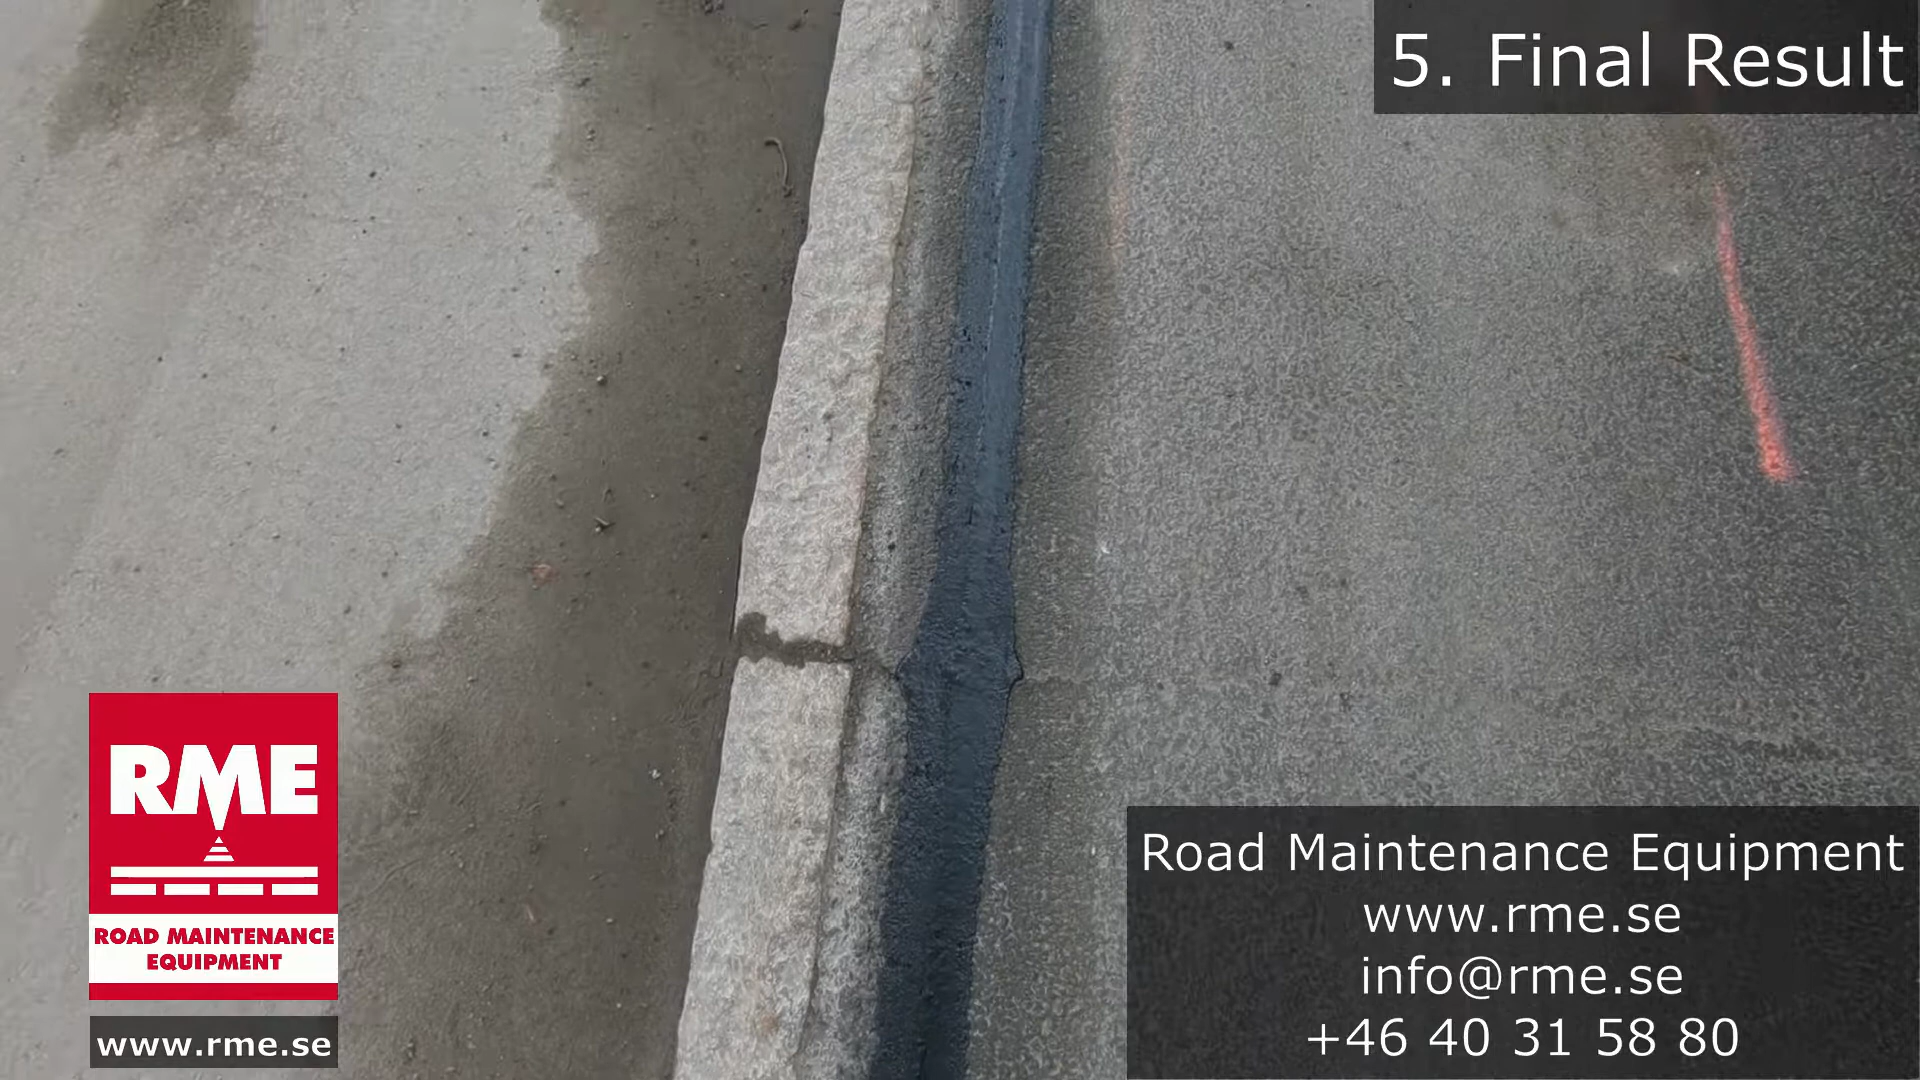 5. Final Result
RME
ROAD MAINTENANCE
EQUIPMENT
www.rme.se
Road Maintenance Equipment
www.rme.se
info@rme.se
+46 40 31 58 80